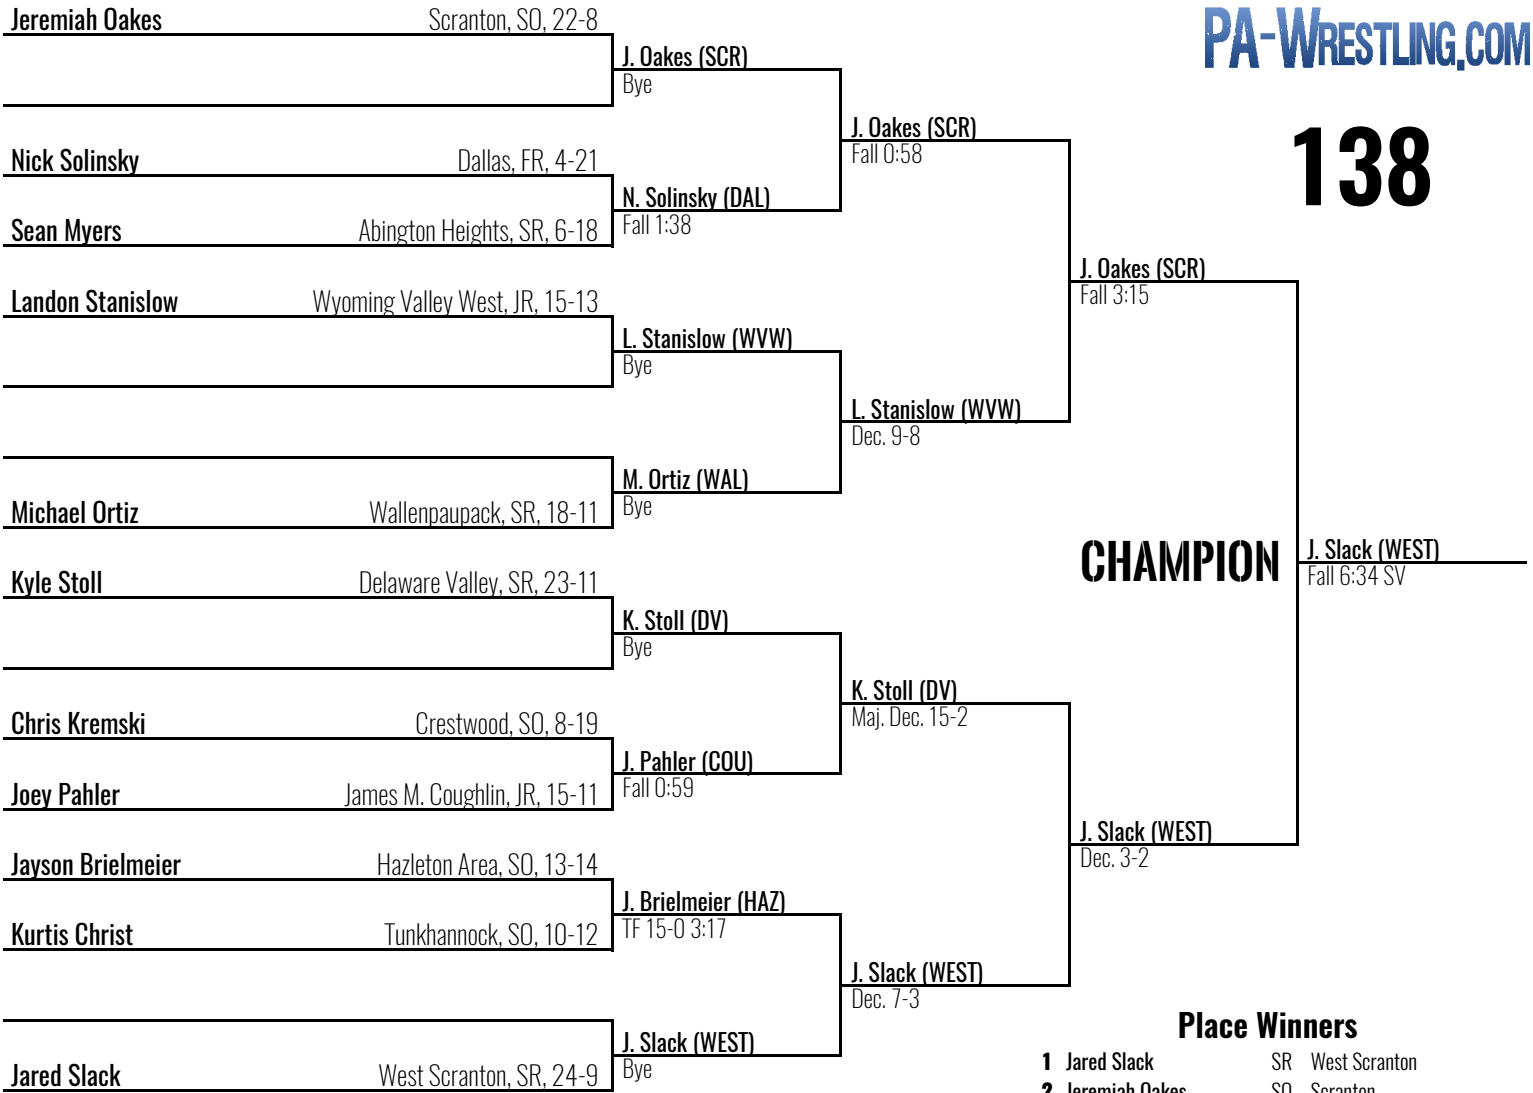 Jeremiah Oakes Scranton, SO, 22-8
PA-WRESTLING.COM
J. Oakes (SCR)
Bye
138
J. Oakes (SCR)
Fall 0:58
Nick Solinsky Dallas, FR, 4-21
N. Solinsky (DAL)
Fall 1:38
Sean Myers Abington Heights, SR, 6-18
J. Oakes (SCR)
Fall 3:15
Landon Stanislow Wyoming Valley West, JR, 15-13
L. Stanislow (WVW)
Bye
L. Stanislow (WVW)
Dec. 9-8
M. Ortiz (WAL)
Bye
Michael Ortiz Wallenpaupack, SR, 18-11
CHAMPION
J. Slack (WEST)
Fall 6:34 SV
Kyle Stoll Delaware Valley, SR, 23-11
K. Stoll (DV)
Bye
K. Stoll (DV)
Maj. Dec. 15-2
Chris Kremski Crestwood, SO, 8-19
J. Pahler (COU)
Fall 0:59
Joey Pahler James M. Coughlin, JR, 15-11
J. Slack (WEST)
Dec. 3-2
Jayson Brielmeier Hazleton Area, SO, 13-14
J. Brielmeier (HAZ)
TF 15-0 3:17
Kurtis Christ Tunkhannock, SO, 10-12
J. Slack (WEST)
Dec. 7-3
J. Slack (WEST)
Bye
Jared Slack West Scranton, SR, 24-9
Place Winners
1 Jared Slack SR West Scranton
2 Jeremiah Oakes SO Scranton